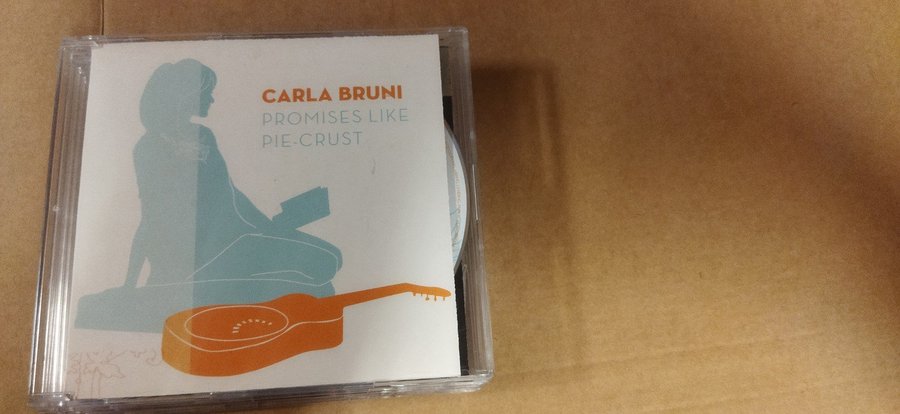 CARLA BRUNI
PROMISES LIKE
PIE-CRUST